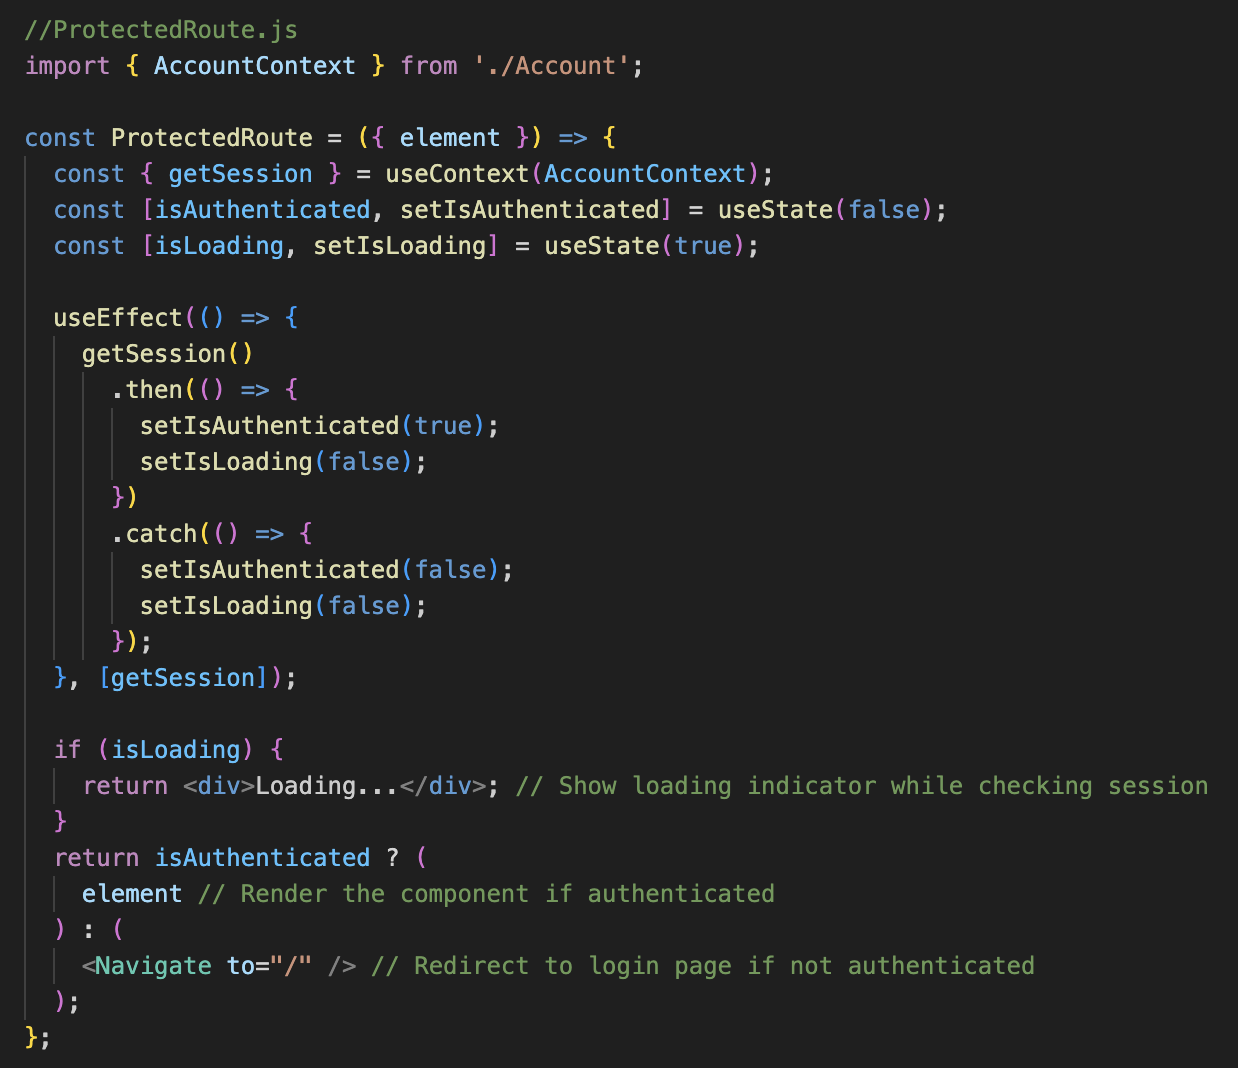 //ProtectedRoute.js
import { AccountContext } from './Account';
const ProtectedRoute = ({ element }) => {
  const { getSession } = useContext(AccountContext);
  const [isAuthenticated, setIsAuthenticated] = useState(false);
  const [isLoading, setIsLoading] = useState(true);
  useEffect(() => {
    getSession()
      .then(() => {
        setIsAuthenticated(true);
        setIsLoading(false);
      })
      .catch(() => {
        setIsAuthenticated(false);
        setIsLoading(false);
      });
  }, [getSession]);
  if (isLoading) {
    return <div>Loading...</div>; // Show loading indicator while checking session
  }
  return isAuthenticated ? (
    element // Render the component if authenticated
  ) : (
    <Navigate to="/" /> // Redirect to login page if not authenticated
  );
};